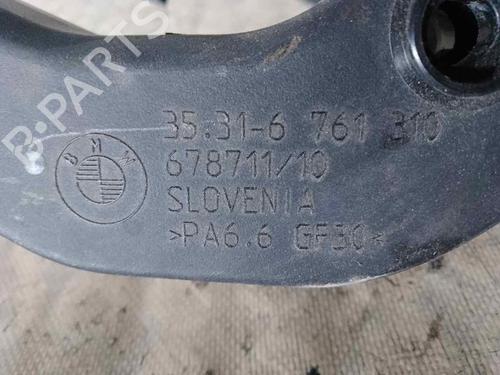 35.31-6 761 310
678711/10
SLOVENIA
>PA6.6 GF30<
BMW
B-PARTS